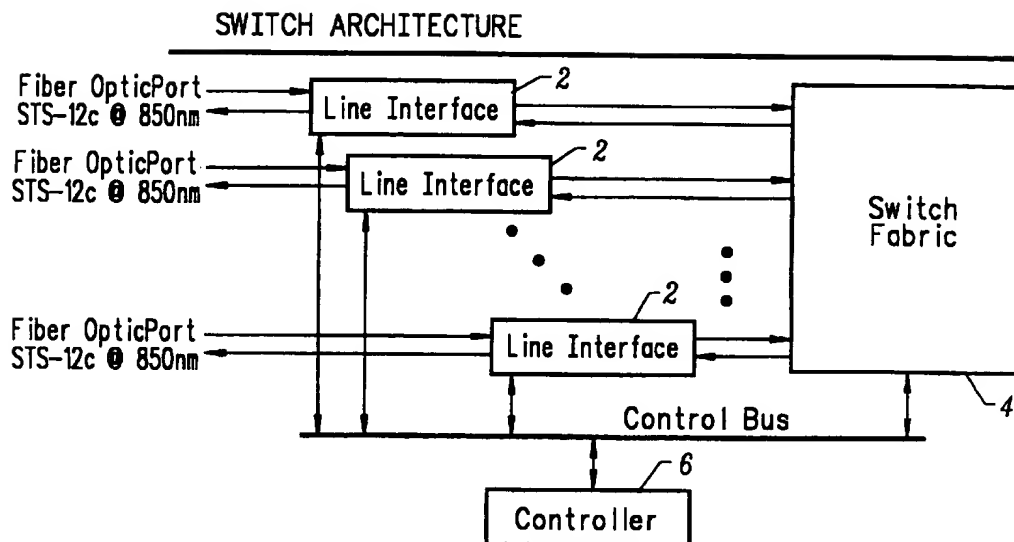 SWITCH ARCHITECTURE
Fiber OpticPort
STS-12c @ 850nm
Line Interface
2
Fiber OpticPort
STS-12c @ 850nm
Line Interface
2
Switch
Fabric
Fiber OpticPort
STS-12c @ 850nm
Line Interface
2
4
Control Bus
6
Controller